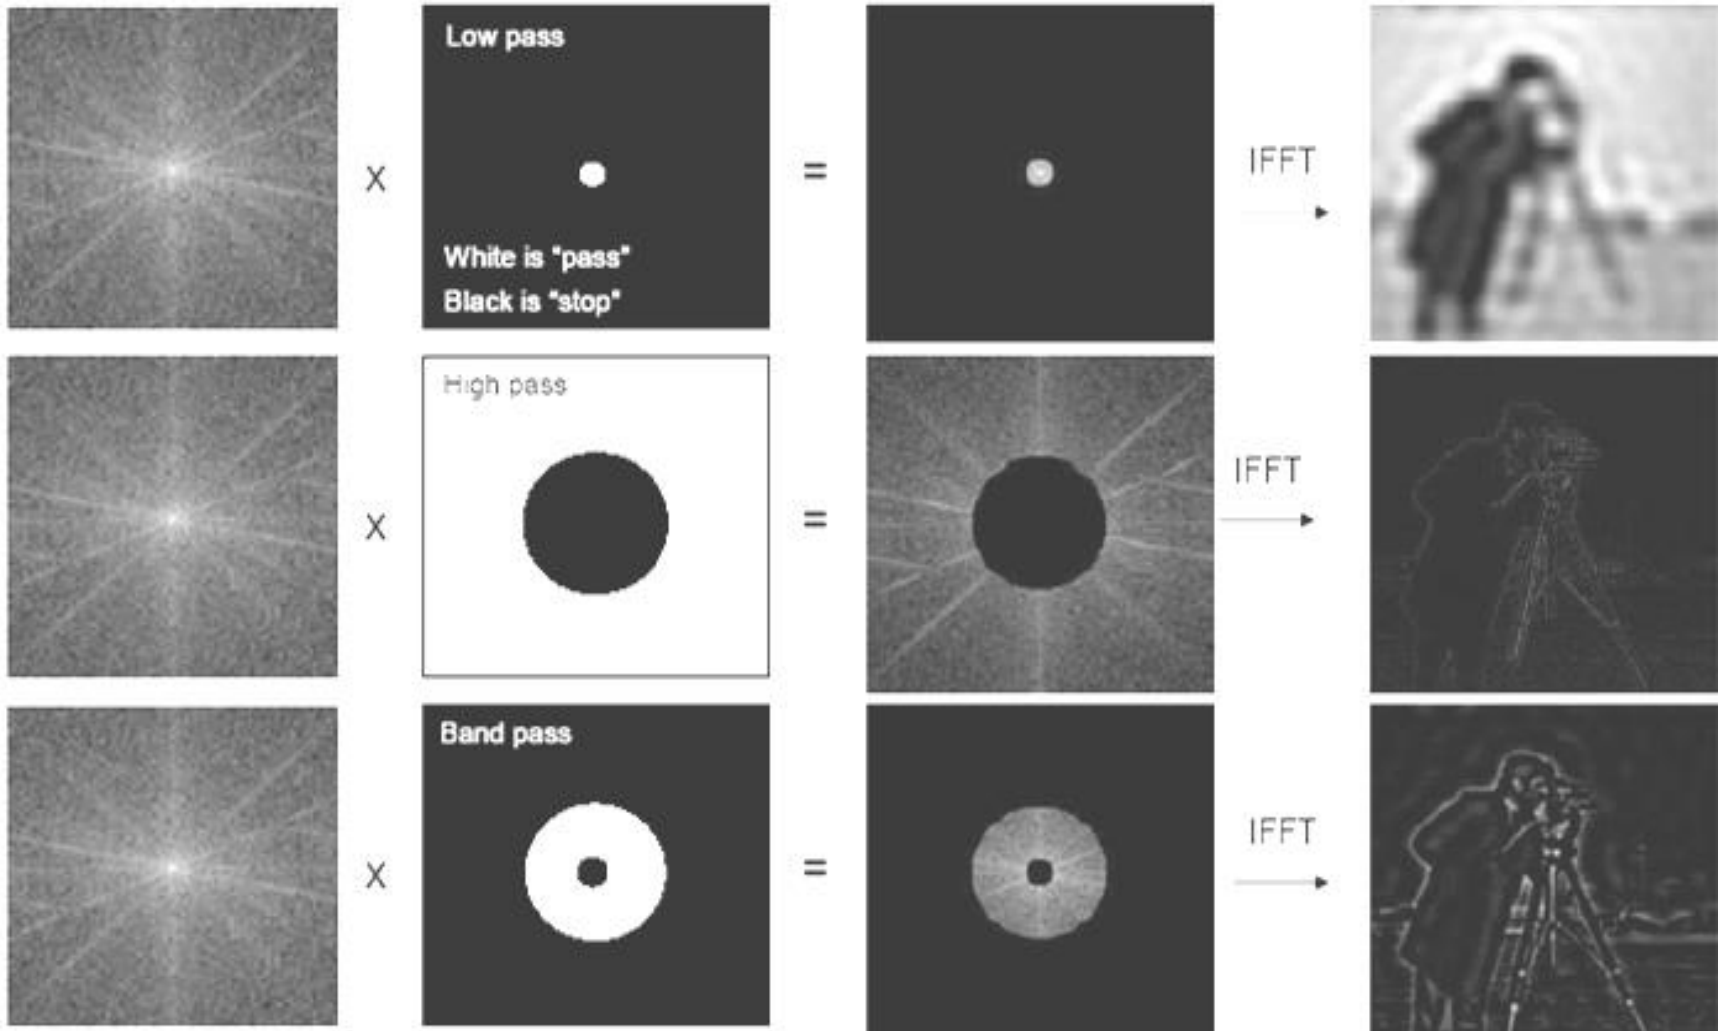 Low pass
White is "pass"
Black is "stop"
X
=
IFFT
High pass
X
=
IFFT
Band pass
X
=
IFFT